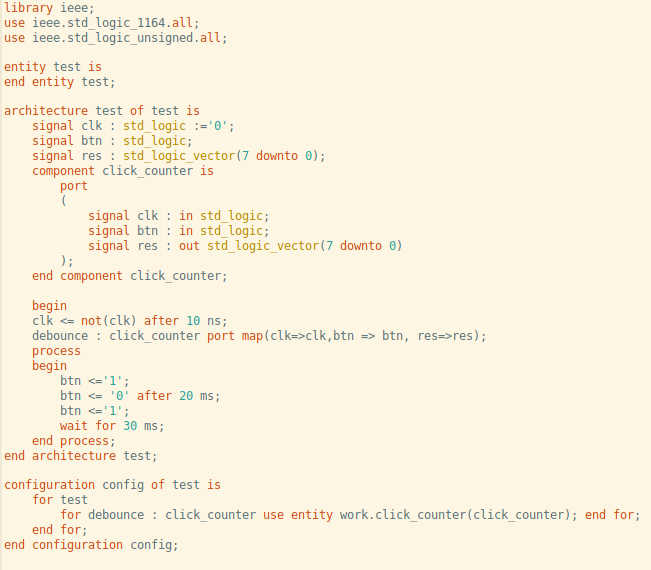 library ieee;
use ieee.std_logic_1164.all;
use ieee.std_logic_unsigned.all;

entity test is
end entity test;

architecture test of test is
    signal clk : std_logic :='0';
    signal btn : std_logic;
    signal res : std_logic_vector(7 downto 0);
    component click_counter is
        port
        (
            signal clk : in std_logic;
            signal btn : in std_logic;
            signal res : out std_logic_vector(7 downto 0)
        );
    end component click_counter;

    begin
    clk <= not(clk) after 10 ns;
    debounce : click_counter port map(clk=>clk,btn => btn, res=>res);
    process
    begin
        btn <='1';
        btn <= '0' after 20 ms;
        btn <='1';
        wait for 30 ms;
    end process;
end architecture test;

configuration config of test is
    for test
        for debounce : click_counter use entity work.click_counter(click_counter); end for;
    end for;
end configuration config;